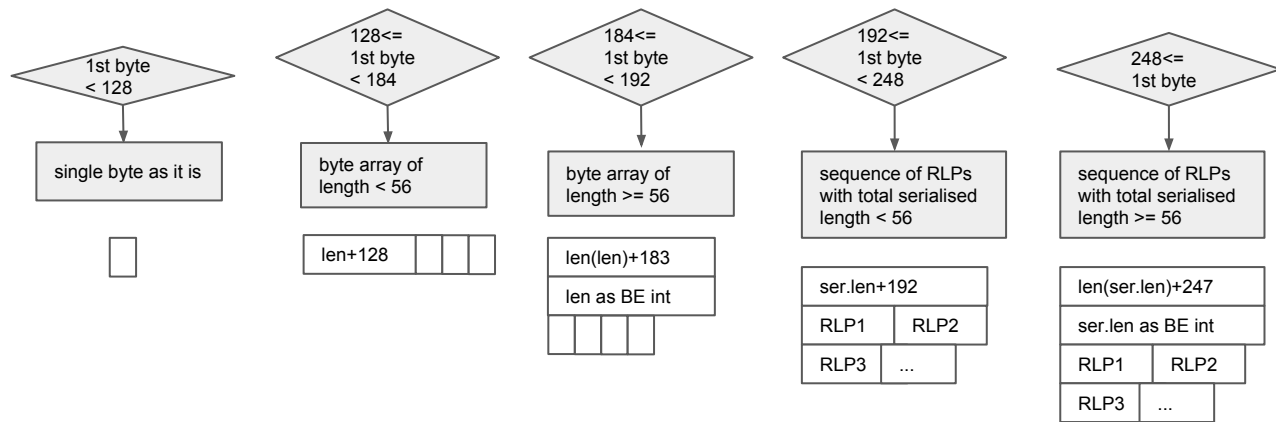 1st byte
< 128
128<=
1st byte
< 184
184<=
1st byte
< 192
192<=
1st byte
< 248
248<=
1st byte
single byte as it is
byte array of
length < 56
byte array of
length >= 56
sequence of RLPs
with total serialised
length < 56
sequence of RLPs
with total serialised
length >= 56
len+128
len(len)+183
len as BE int
ser.len+192
RLP1 RLP2
RLP3 ...
len(ser.len)+247
ser.len as BE int
RLP1 RLP2
RLP3 ...